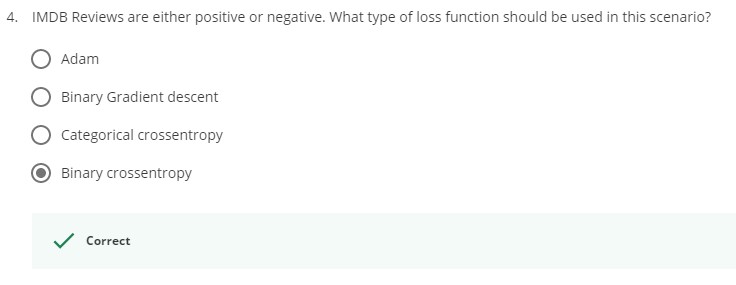 4. IMDB Reviews are either positive or negative. What type of loss function should be used in this scenario?
Adam
Binary Gradient descent
Categorical crossentropy
Binary crossentropy
Correct